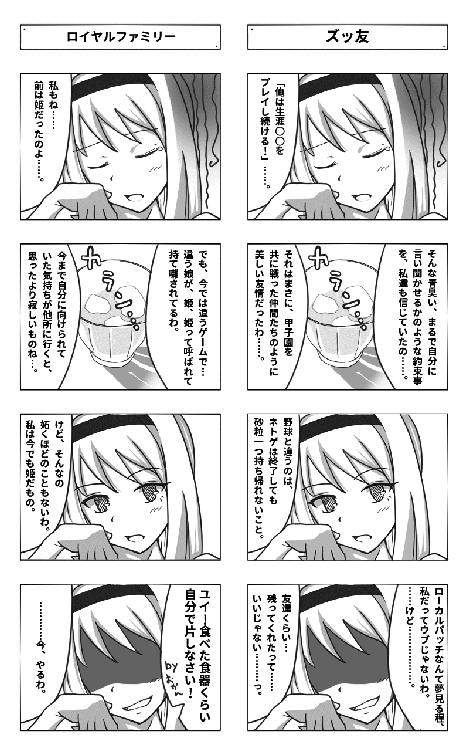 ズッ友
「俺は生涯〇〇を
プレイし続ける！」……。
そんな青臭い、まるで自分に
言い聞かせるかのような約束事
を、私達も信じていたの……。
それはまさに、甲子園を
共に戦った仲間たちのように
美しい友情だったわ……。
カラン…。
野球と違うのは、
ネトゲは終了しても
砂粒一つ持ち帰れないこと。
ローカルパッチなんて夢見る程、
私だってウブじゃないわ。
……けど……
友達くらい…
残ってくれたって……
いいじゃない………っ。
ロイヤルファミリー
私もね……
前は姫だったのよ……。
でも、今では違うゲームで…
違う娘が、姫、姫って呼ばれて
持て囃されてるわ。
カラン…。
今まで自分に向けられて
いた気持ちが他所に行くと、
思ったより寂しいものね…。
けど、そんなの
妬くほどのこともないわ。
私は今でも姫だもの。
ユイー食べた食器くらい
自分で片しなさい！
byおかん
…………今、やるわ。